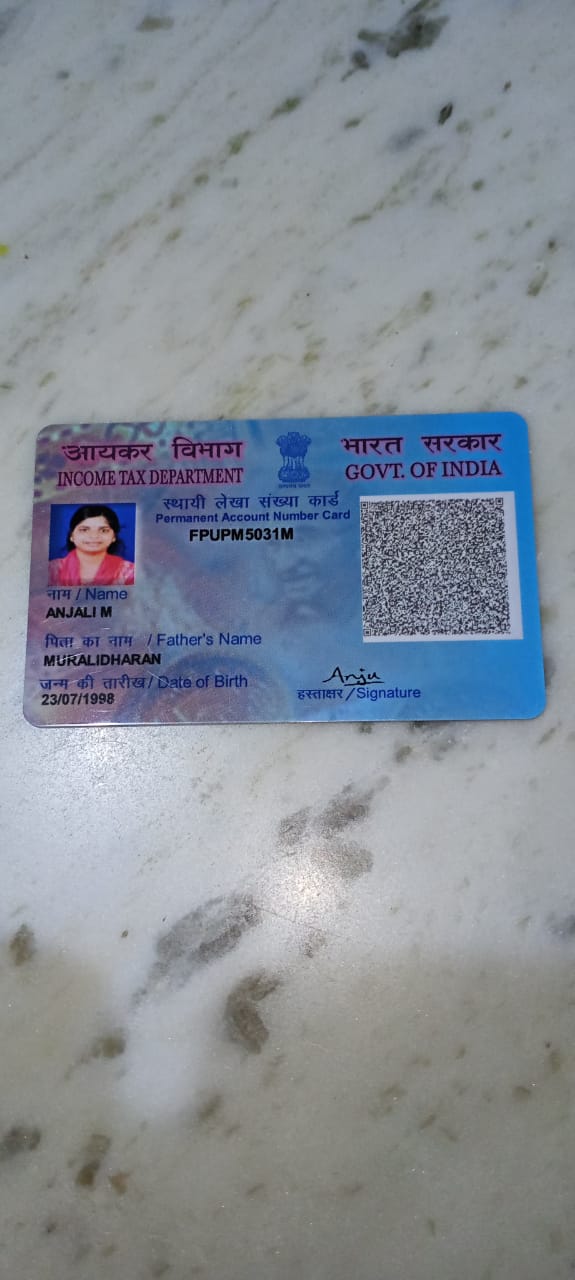 आयकर विभाग
INCOME TAX DEPARTMENT
भारत सरकार
GOVT. OF INDIA
स्थायी लेखा संख्या कार्ड
Permanent Account Number Card
FPUPM5031M
नाम / Name
ANJALI M
पिता का नाम / Father's Name
MURALIDHARAN
जन्म की तारीख / Date of Birth
23/07/1998
Anju
हस्ताक्षर / Signature